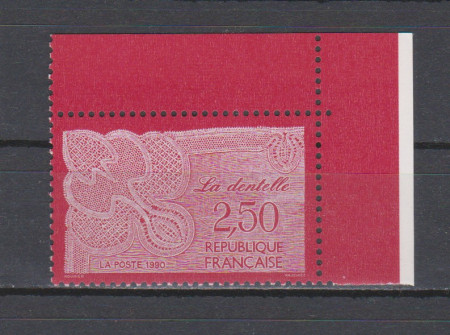 La dentelle
2,50
RÉPUBLIQUE
LA POSTE 1990 FRANÇAISE